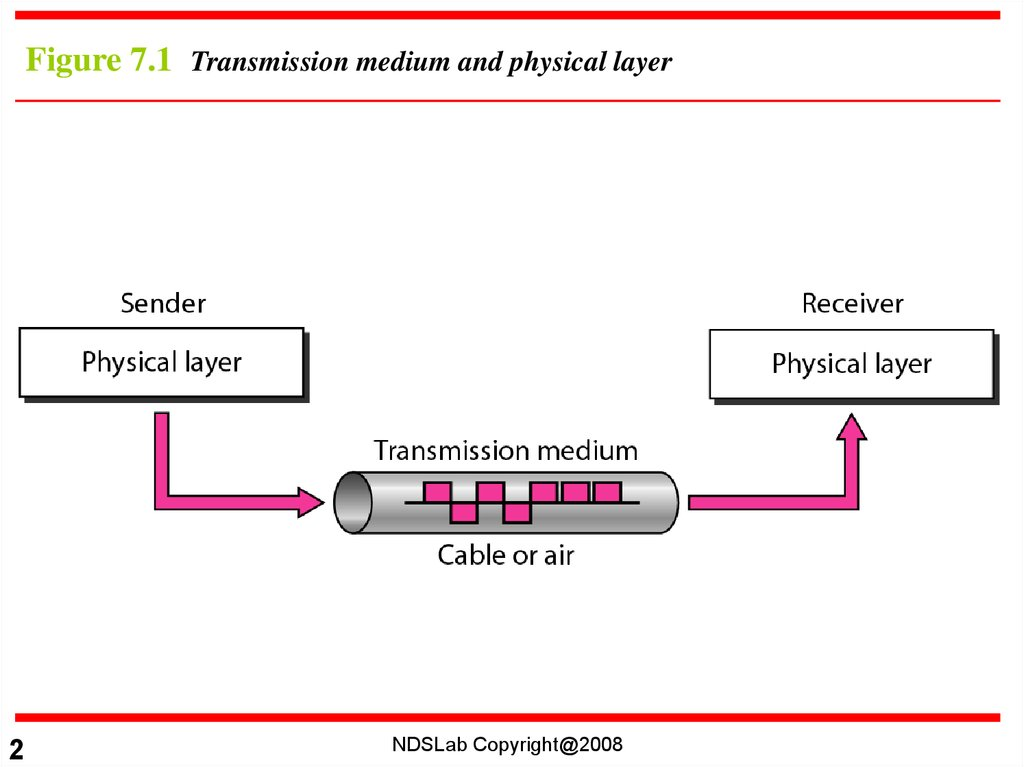 Figure 7.1 Transmission medium and physical layer
Sender
Receiver
Physical layer
Physical layer
Transmission medium
Cable or air
2
NDSLab Copyright@2008